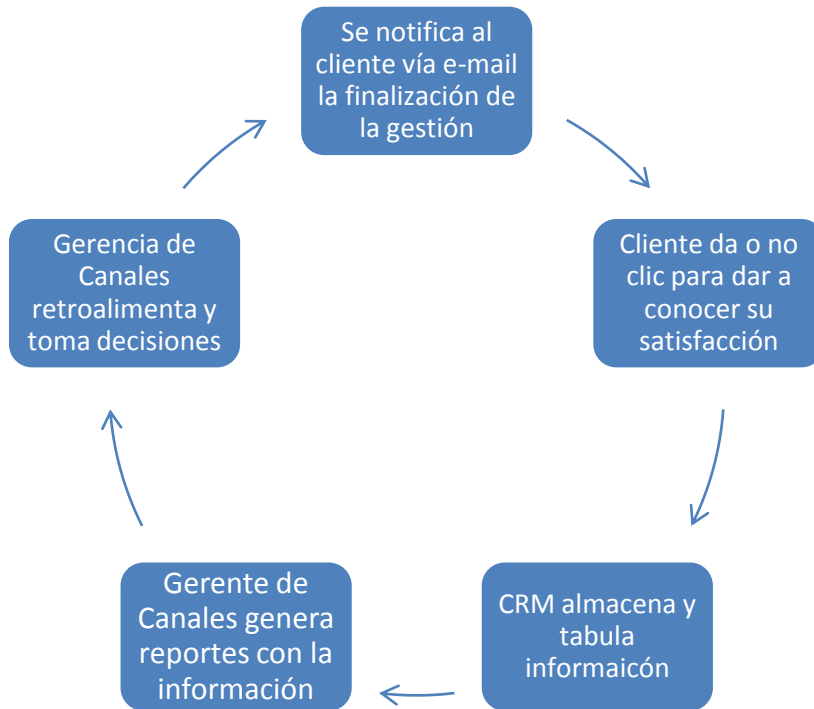 Se notifica al
cliente vía e-mail
la finalización de
la gestión
Cliente da o no
clic para dar a
conocer su
satisfacción
CRM almacena y
tabula
informaicón
Gerente de
Canales genera
reportes con la
información
Gerencia de
Canales
retroalimenta y
toma decisiones